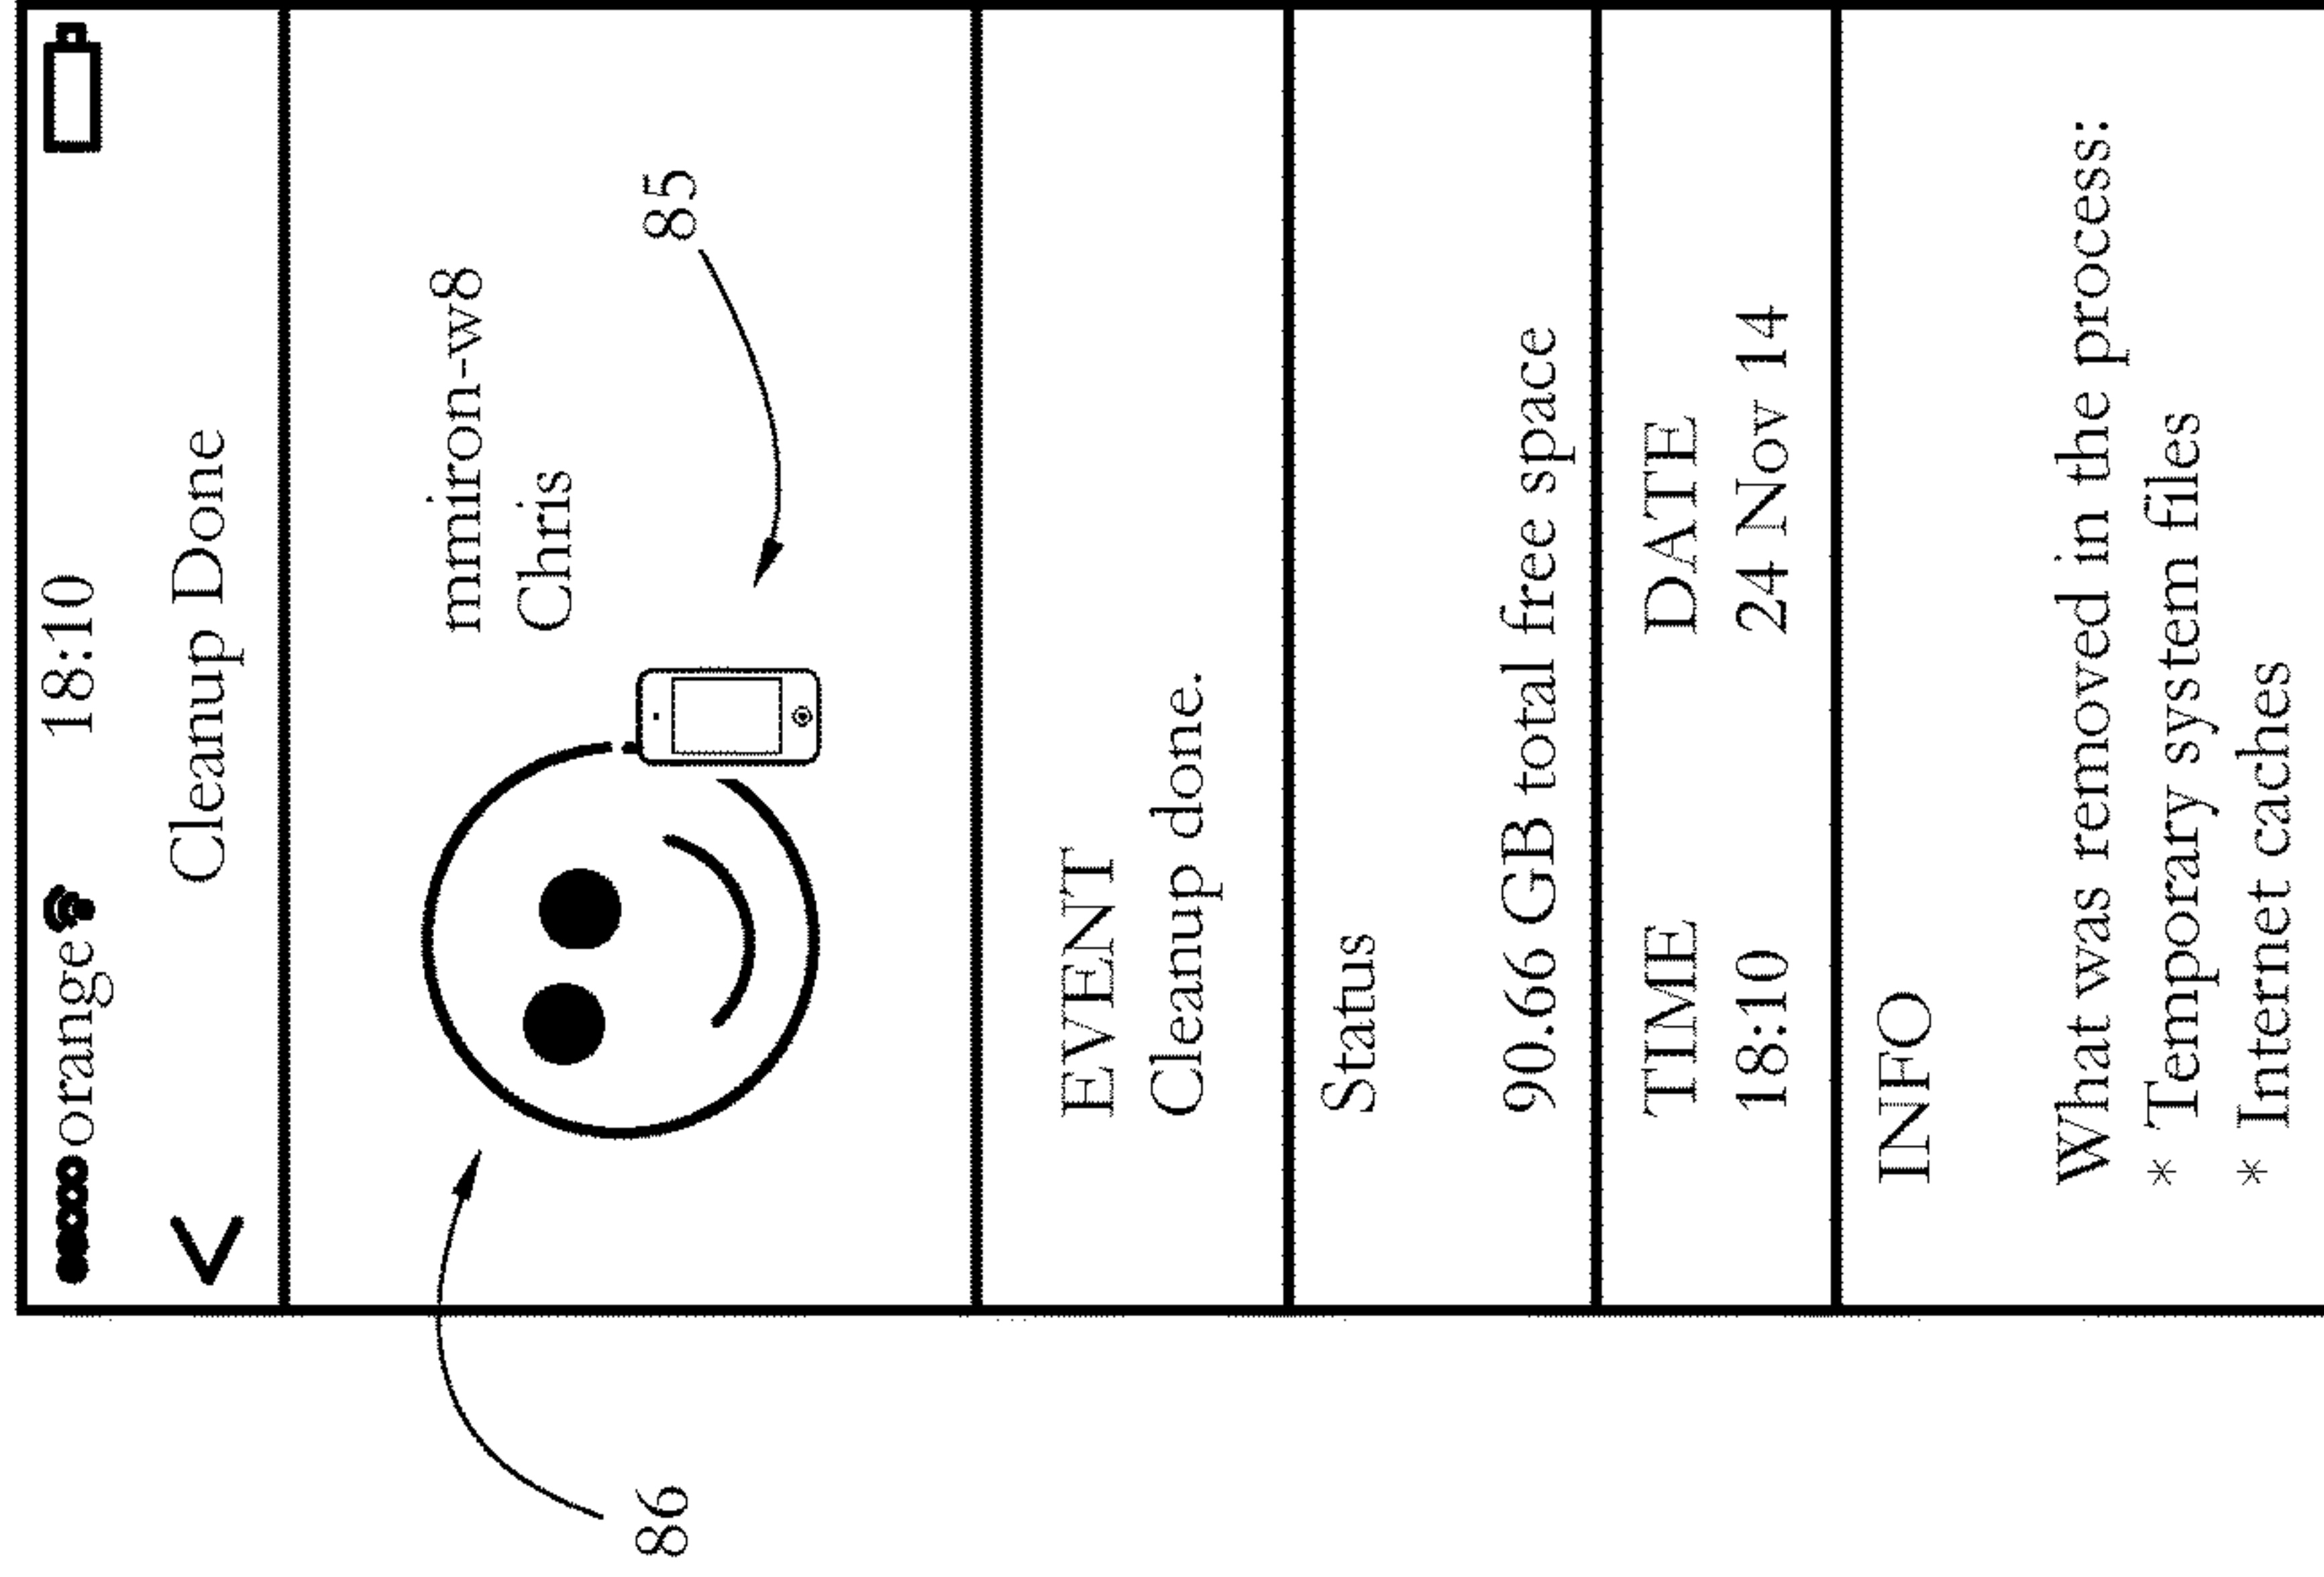 orange 18:10
< Cleanup Done
mmiron-w8
Chris
85
86
EVENT
Cleanup done.
Status
90.66 GB total free space
TIME DATE
18:10 24 Nov 14
INFO
What was removed in the process:
* Temporary system files
* Internet caches